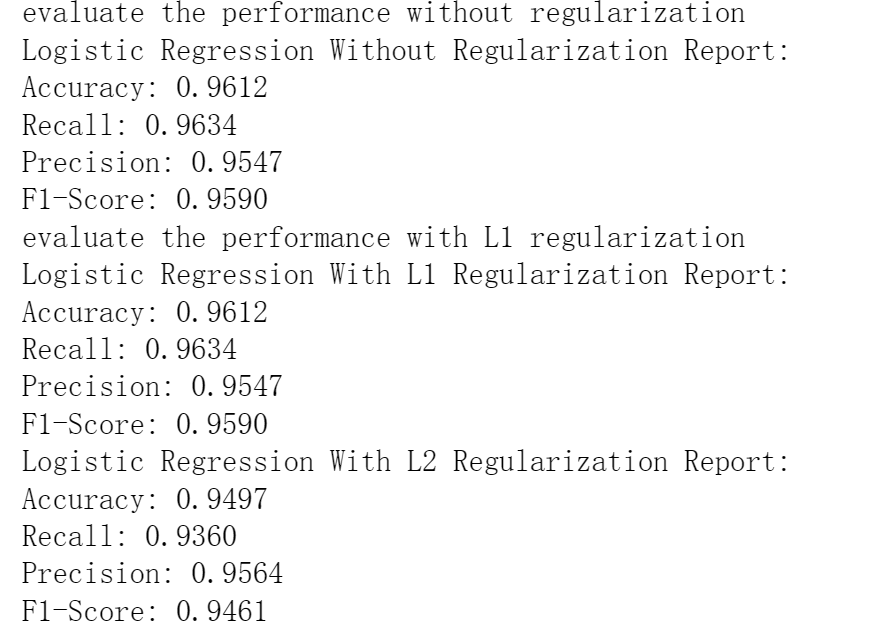 evaluate the performance without regularization
Logistic Regression Without Regularization Report:
Accuracy: 0.9612
Recall: 0.9634
Precision: 0.9547
F1-Score: 0.9590
evaluate the performance with L1 regularization
Logistic Regression With L1 Regularization Report:
Accuracy: 0.9612
Recall: 0.9634
Precision: 0.9547
F1-Score: 0.9590
Logistic Regression With L2 Regularization Report:
Accuracy: 0.9497
Recall: 0.9360
Precision: 0.9564
F1-Score: 0.9461